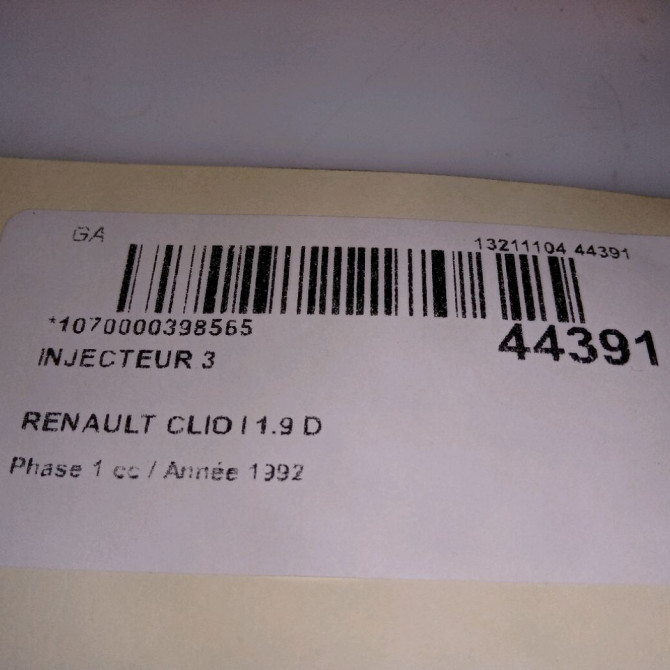 GA
13211104 44391
*1070000398565
44391
INJECTEUR 3
RENAULT CLIO I 1.9 D
Phase 1 cc / Année 1992